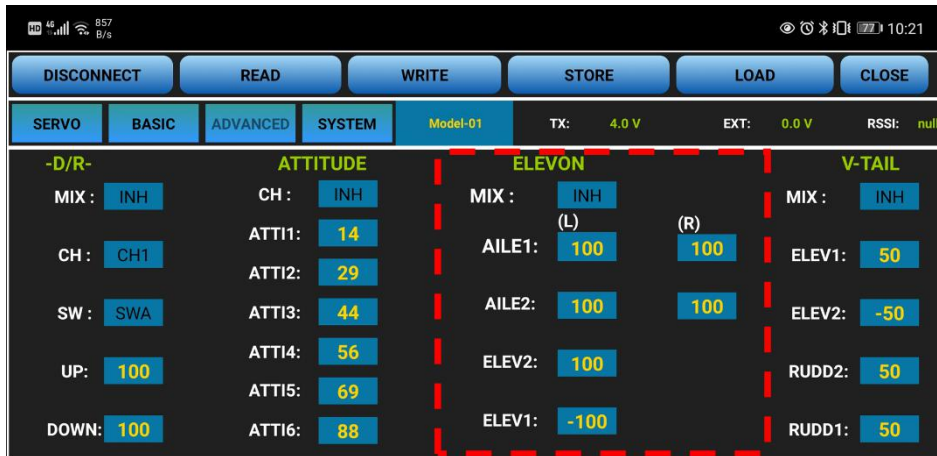 HD 4G 857 B/s 77 10:21
DISCONNECT READ WRITE STORE LOAD CLOSE
SERVO BASIC ADVANCED SYSTEM Model-01 TX: 4.0 V EXT: 0.0 V RSSI: null
-D/R-
MIX : INH
CH : CH1
SW : SWA
UP: 100
DOWN: 100
ATTITUDE
CH : INH
ATTI1: 14
ATTI2: 29
ATTI3: 44
ATTI4: 56
ATTI5: 69
ATTI6: 88
ELEVON
MIX : INH
(L) (R)
AILE1: 100 100
AILE2: 100 100
ELEV2: 100
ELEV1: -100
V-TAIL
MIX : INH
ELEV1: 50
ELEV2: -50
RUDD2: 50
RUDD1: 50